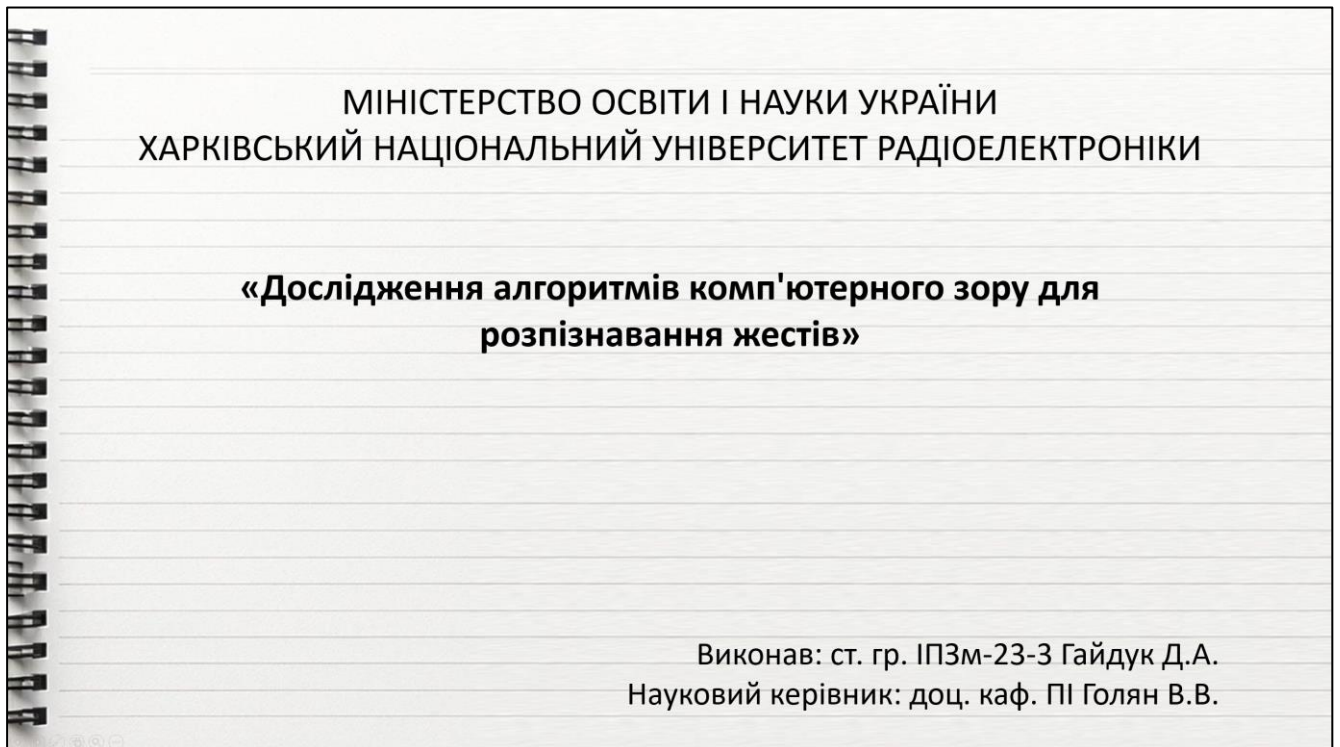 МІНІСТЕРСТВО ОСВІТИ І НАУКИ УКРАЇНИ
ХАРКІВСЬКИЙ НАЦІОНАЛЬНИЙ УНІВЕРСИТЕТ РАДІОЕЛЕКТРОНІКИ
«Дослідження алгоритмів комп'ютерного зору для
розпізнавання жестів»
Виконав: ст. гр. ІПЗм-23-3 Гайдук Д.А.
Науковий керівник: доц. каф. ПІ Голян В.В.